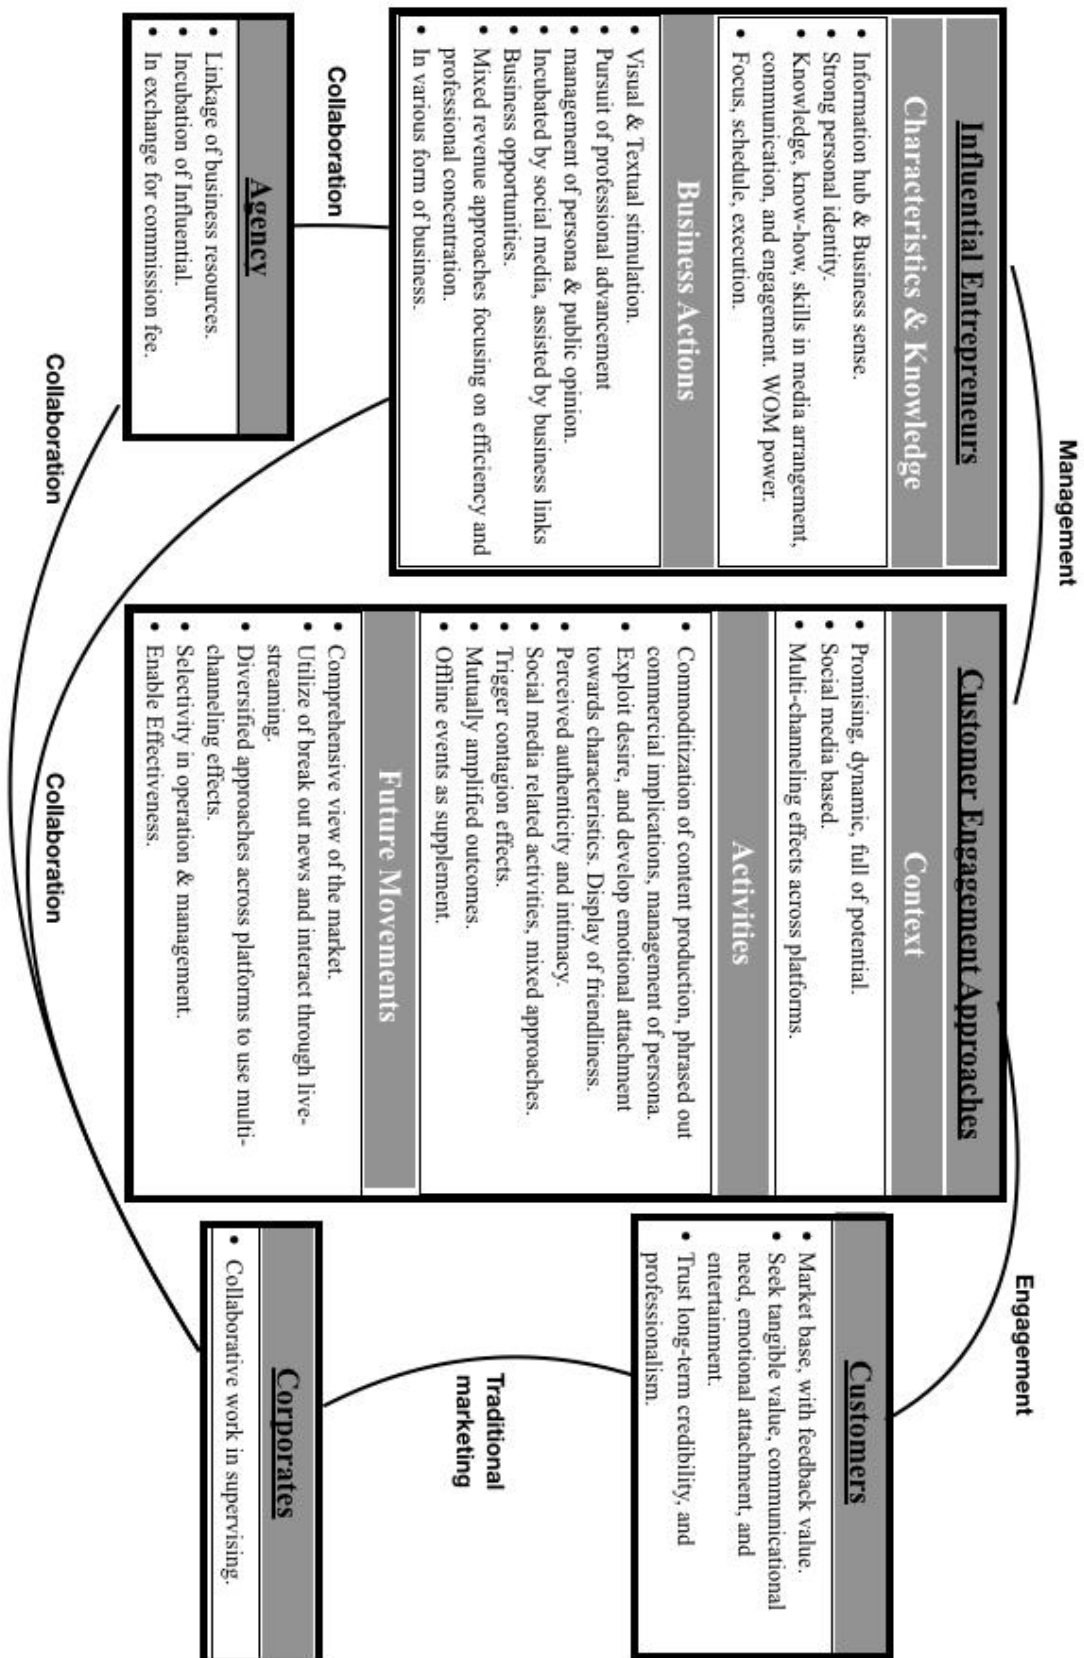 Management
Engagement
Influential Entrepreneurs
Characteristics & Knowledge
• Information hub & Business sense.
• Strong personal identity.
• Knowledge, know-how, skills in media arrangement,
communication, and engagement. WOM power.
• Focus, schedule, execution.
Business Actions
• Visual & Textual stimulation.
• Pursuit of professional advancement
• management of persona & public opinion.
• Incubated by social media, assisted by business links
• Business opportunities.
• Mixed revenue approaches focusing on efficiency and
professional concentration.
• In various form of business.
Collaboration
Agency
• Linkage of business resources.
• Incubation of Influential.
• In exchange for commission fee.
Customer Engagement Approaches
Context
• Promising, dynamic, full of potential.
• Social media based.
• Multi-channeling effects across platforms.
Activities
• Commoditization of content production, phrased out
commercial implications, management of persona.
• Exploit desire, and develop emotional attachment
towards characteristics. Display of friendliness.
• Perceived authenticity and intimacy.
• Social media related activities, mixed approaches.
• Trigger contagion effects.
• Mutually amplified outcomes.
• Offline events as supplement.
Future Movements
• Comprehensive view of the market.
• Utilize of break out news and interact through live-
streaming.
• Diversified approaches across platforms to use multi-
channeling effects.
• Selectivity in operation & management.
• Enable Effectiveness.
Customers
• Market base, with feedback value.
• Seek tangible value, communicational
need, emotional attachment, and
entertainment.
• Trust long-term credibility, and
professionalism.
Traditional
marketing
Corporates
• Collaborative work in supervising.
Collaboration
Collaboration